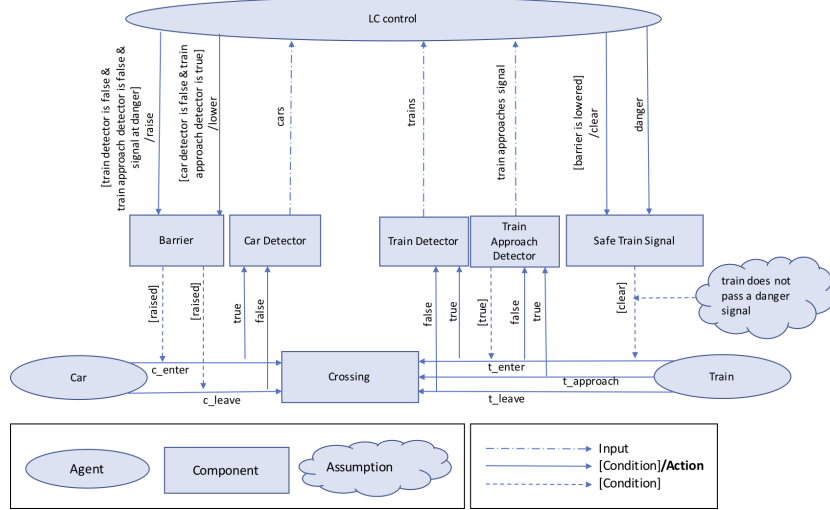 LC control
[train detector is false &
train approach detector is false &
signal at danger]
/raise
[car detector is false & train
approach detector is true]
/lower
cars
trains
train approaches signal
[barrier is lowered]
/clear
danger
Barrier
Car Detector
Train Detector
Train
Approach
Detector
Safe Train Signal
[raised]
[raised]
true
false
false
true
[true]
false
true
[clear]
train does not
pass a danger
signal
Car
c_enter
c_leave
Crossing
t_enter
t_approach
t_leave
Train
Agent
Component
Assumption
Input
[Condition]/Action
[Condition]